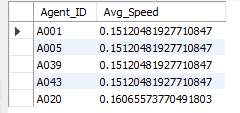 Agent_ID Avg_Speed
A001 0.15120481927710847
A005 0.15120481927710847
A039 0.15120481927710847
A043 0.15120481927710847
A020 0.16065573770491803